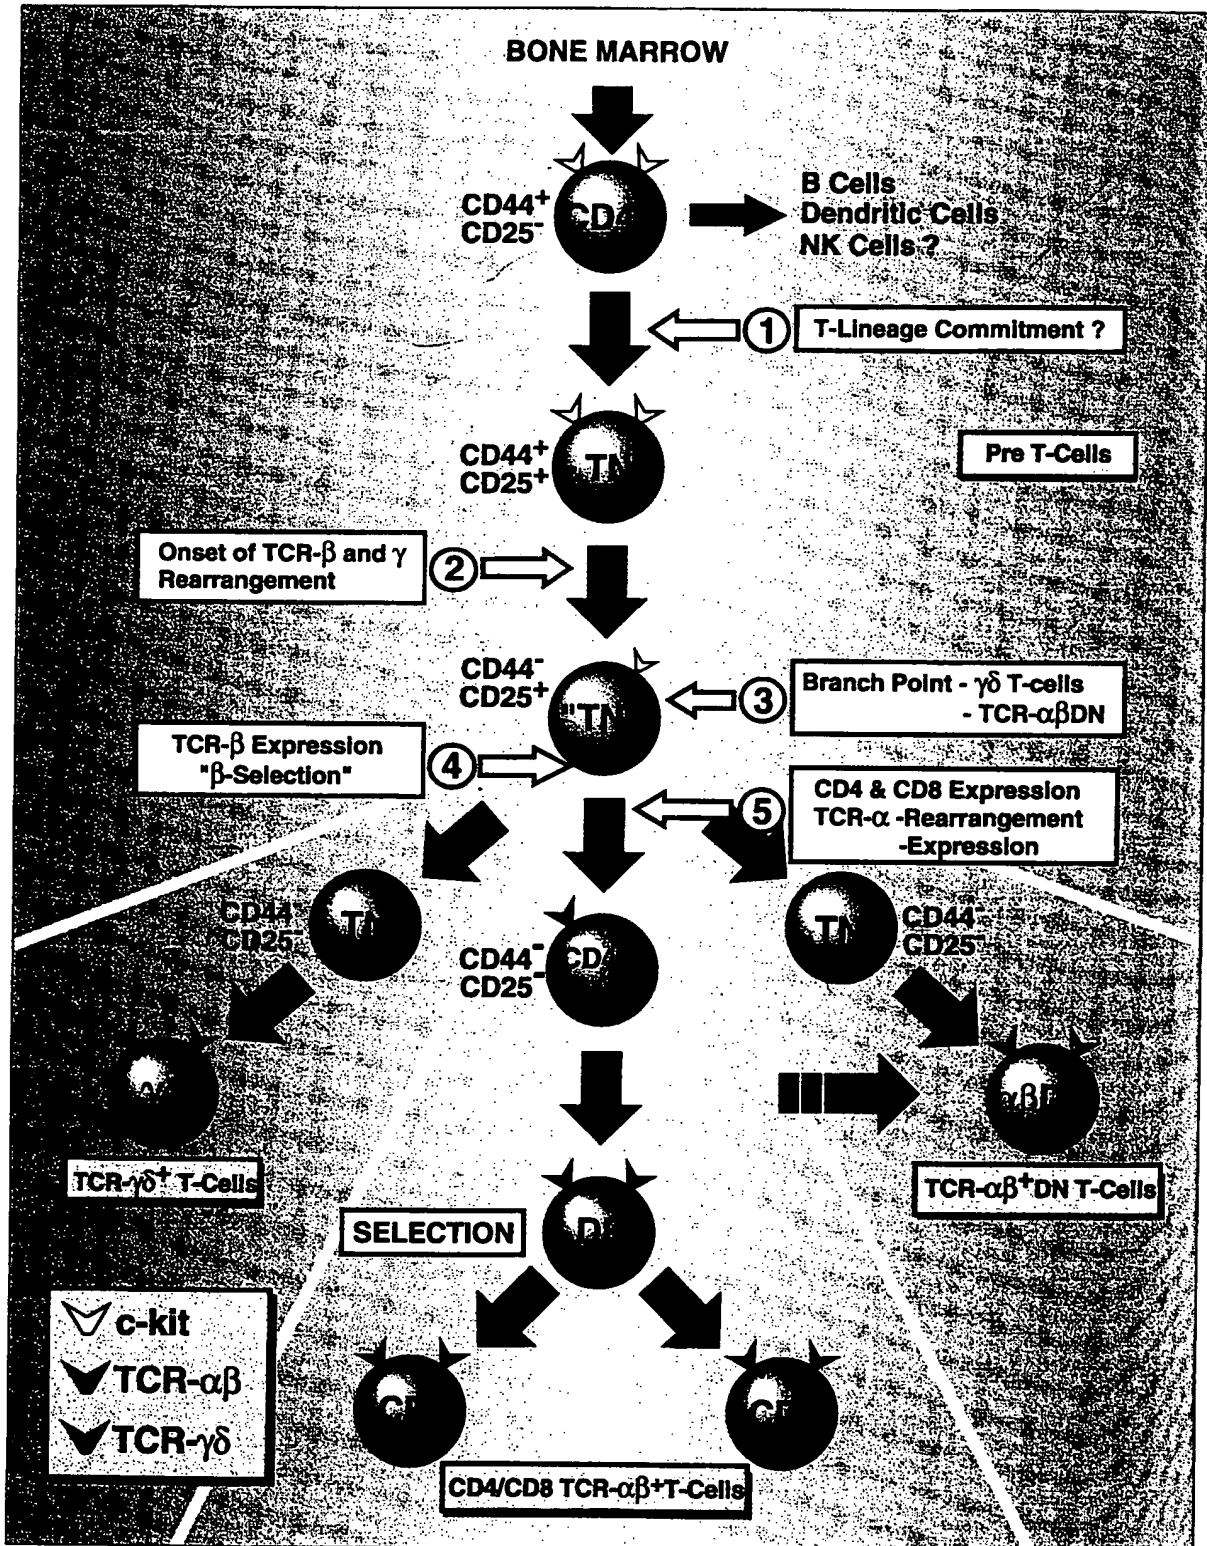 BONE MARROW
CD44⁺
CD25⁻
B Cells
Dendritic Cells
NK Cells ?
1
T-Lineage Commitment ?
CD44⁺
CD25⁺
TN
Pre T-Cells
Onset of TCR-β and γ
Rearrangement
2
CD44⁻
CD25⁺
"TN
3
Branch Point - γδ T-cells
- TCR-αβDN
TCR-β Expression
"β-Selection"
4
5
CD4 & CD8 Expression
TCR-α -Rearrangement
-Expression
CD44⁻
CD25⁻
CD44⁻
CD25⁻
CD44⁻
CD25⁻
TN
TCR-γδ⁺ T-Cells
TCR-αβ⁺DN T-Cells
SELECTION
c-kit
TCR-αβ
TCR-γδ
CD4/CD8 TCR-αβ⁺T-Cells